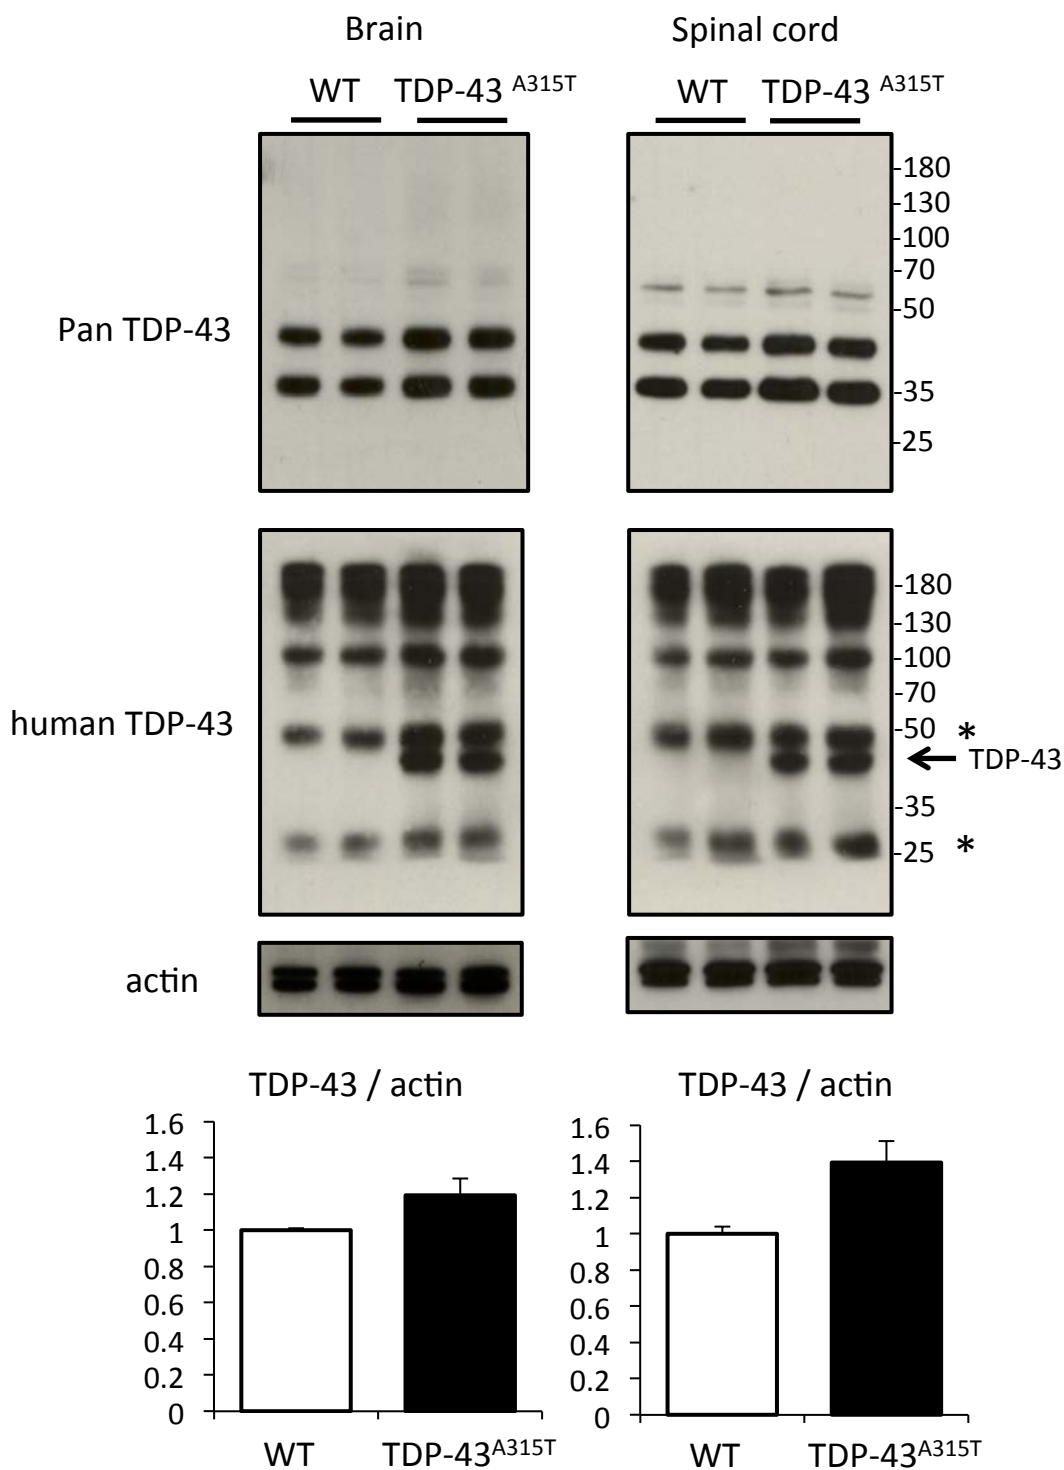 Brain Spinal cord
WT TDP-43 A315T WT TDP-43 A315T
-180
-130
-100
-70
-50
Pan TDP-43
-35
-25
-180
-130
-100
-70
human TDP-43
-50 *
TDP-43
-35
-25 *
actin
TDP-43 / actin TDP-43 / actin
1.6 1.6
1.4 1.4
1.2 1.2
1 1
0.8 0.8
0.6 0.6
0.4 0.4
0.2 0.2
0 0
WT TDP-43A315T WT TDP-43A315T